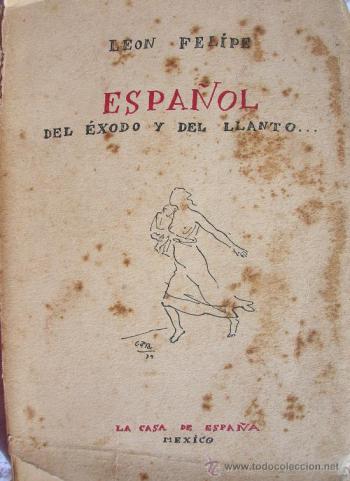 LEON FELIPE
ESPAÑOL
DEL ÉXODO Y DEL LLANTO...
LA CASA DE ESPAÑA
MEXICO
www.todocoleccion.net